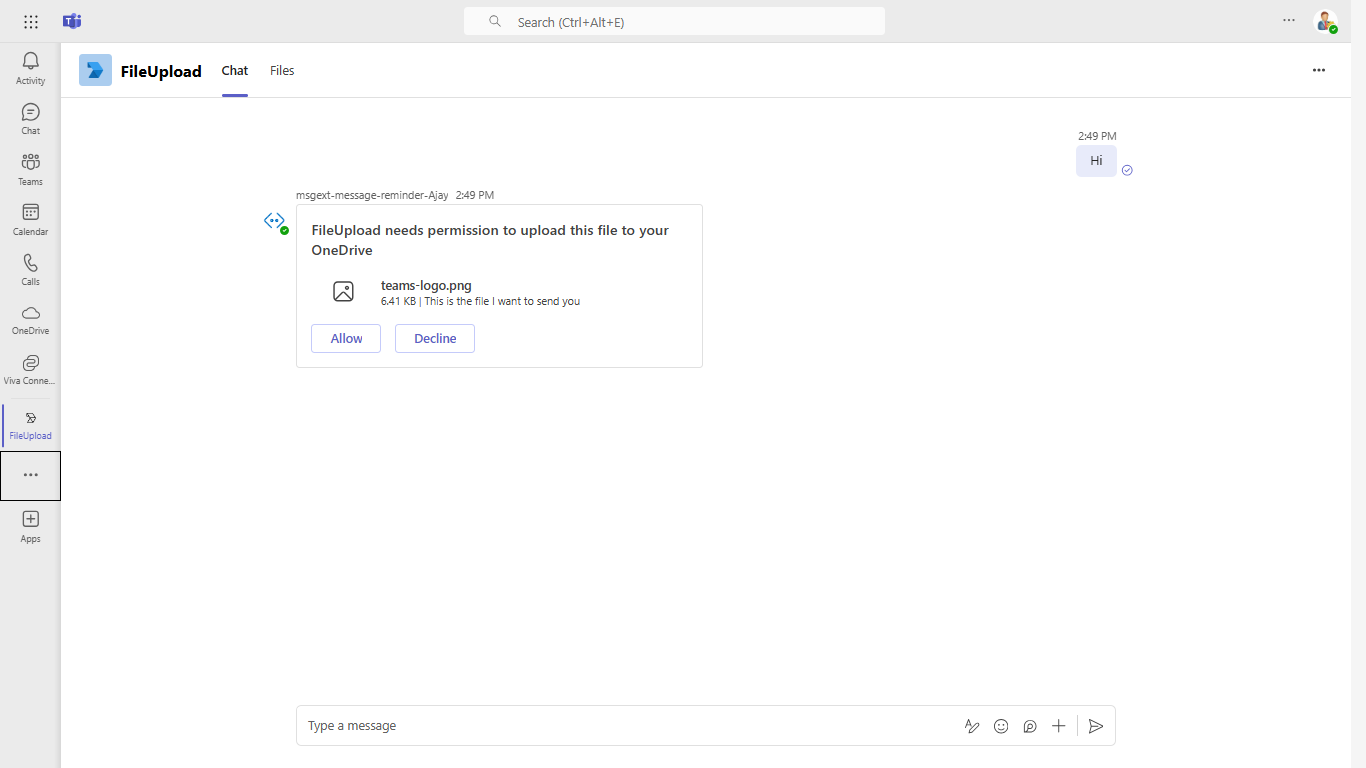 Search (Ctrl+Alt+E)
Activity
Chat
Teams
Calendar
Calls
OneDrive
Viva Conne...
FileUpload
Apps
FileUpload
Chat
Files
2:49 PM
Hi
msgext-message-reminder-Ajay 2:49 PM
FileUpload needs permission to upload this file to your
OneDrive
teams-logo.png
6.41 KB | This is the file I want to send you
Allow
Decline
Type a message